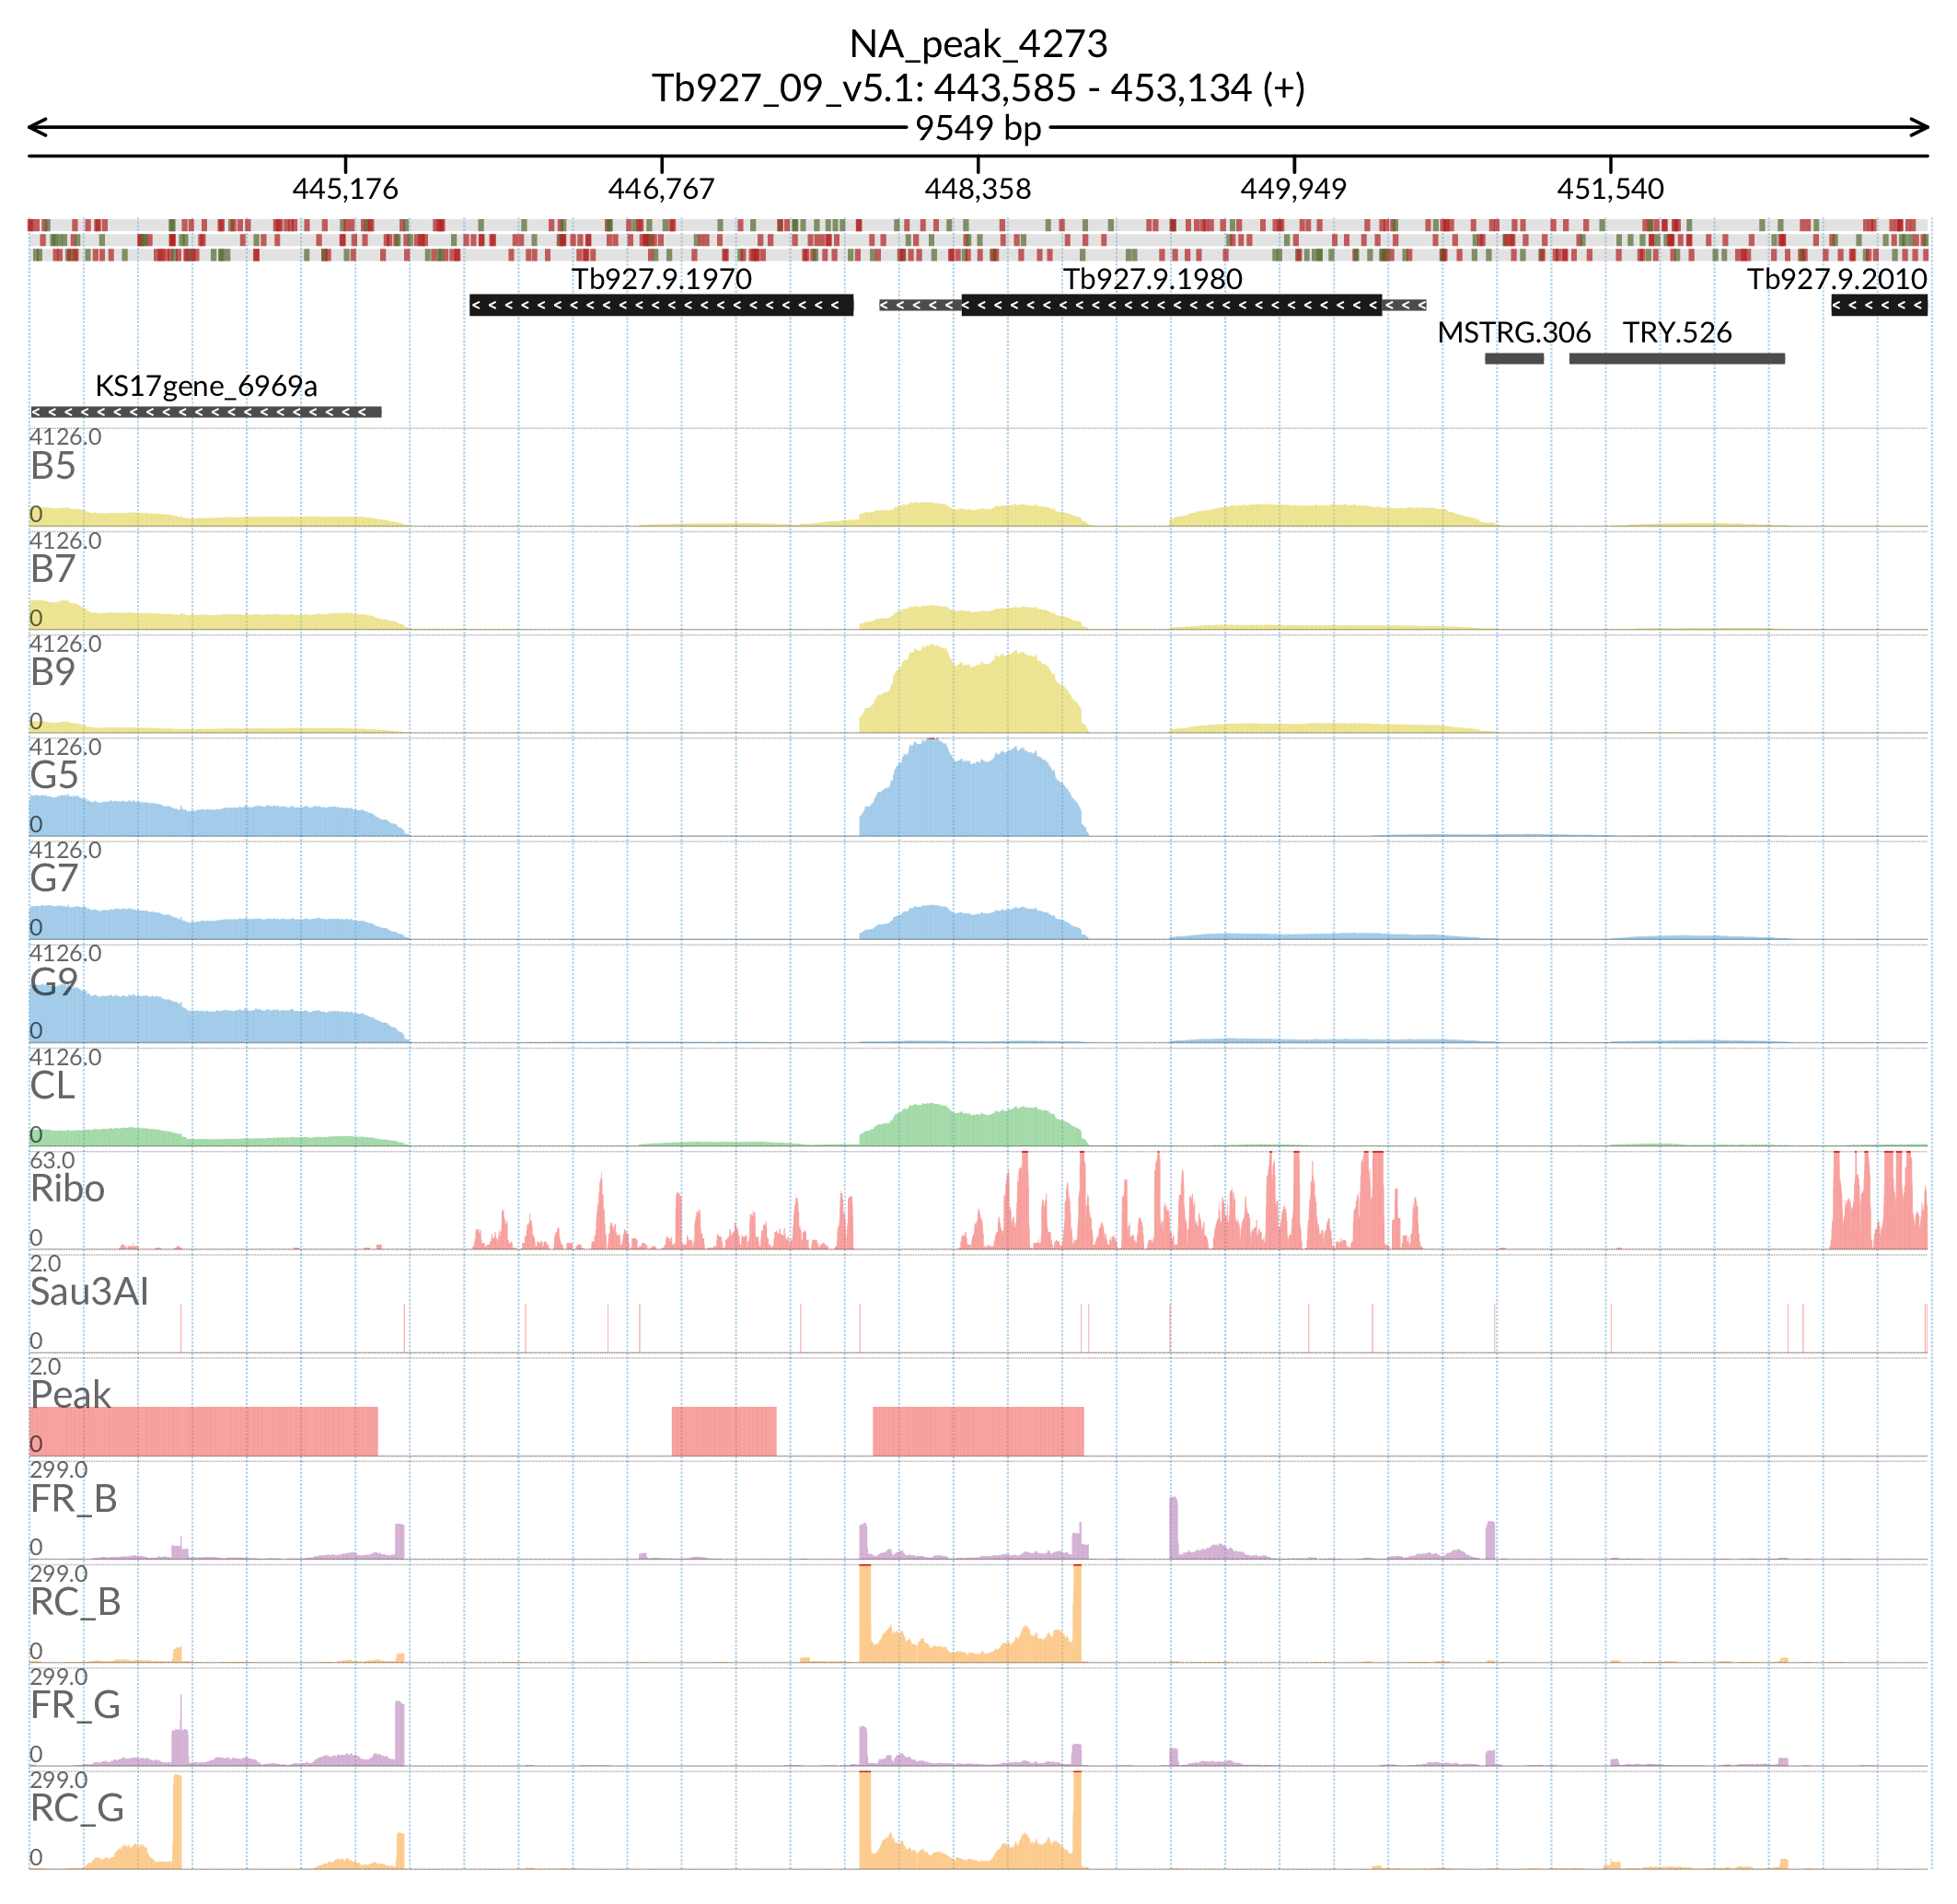 NA_peak_4273
Tb927_09_v5.1: 443,585 - 453,134 (+)
9549 bp
445,176 446,767 448,358 449,949 451,540
Tb927.9.1970 Tb927.9.1980 Tb927.9.2010
MSTRG.306 TRY.526
KS17gene_6969a
4126.0
B5
0
4126.0
B7
0
4126.0
B9
0
4126.0
G5
0
4126.0
G7
0
4126.0
G9
0
4126.0
CL
0
63.0
Ribo
0
2.0
Sau3AI
0
2.0
Peak
0
299.0
FR_B
0
299.0
RC_B
0
299.0
FR_G
0
299.0
RC_G
0